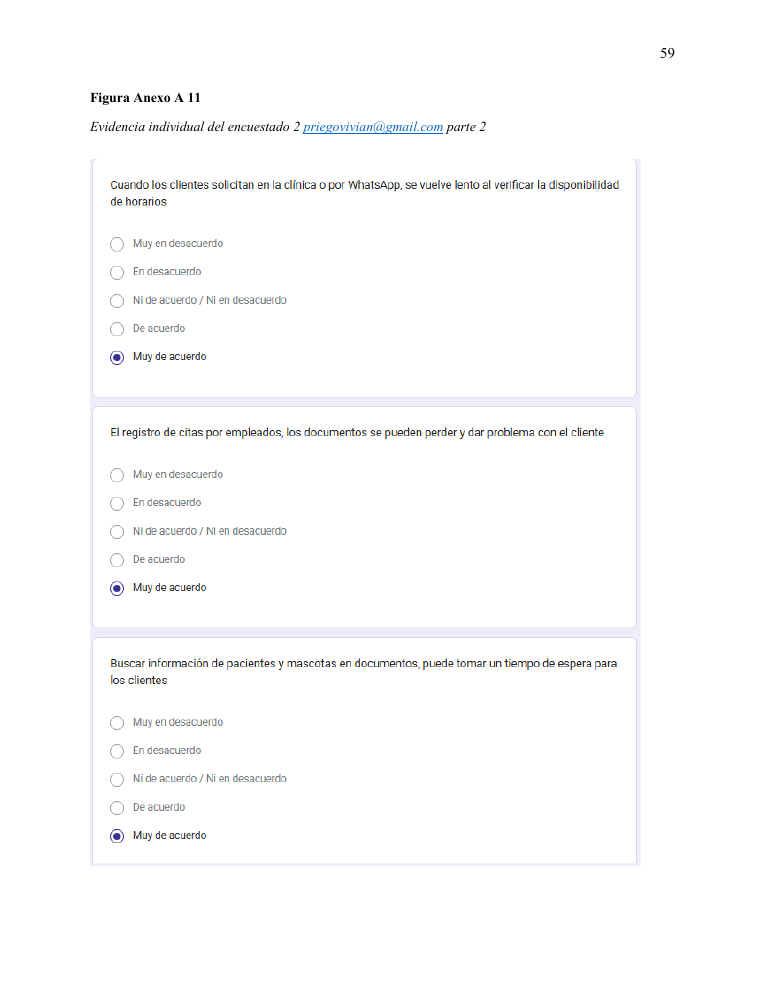 59
Figura Anexo A 11
Evidencia individual del encuestado 2 priegovivian@gmail.com parte 2
Cuando los clientes solicitan en la clínica o por WhatsApp, se vuelve lento al verificar la disponibilidad
de horarios
Muy en desacuerdo
En desacuerdo
Ni de acuerdo / Ni en desacuerdo
De acuerdo
Muy de acuerdo
El registro de citas por empleados, los documentos se pueden perder y dar problema con el cliente
Muy en desacuerdo
En desacuerdo
Ni de acuerdo / Ni en desacuerdo
De acuerdo
Muy de acuerdo
Buscar información de pacientes y mascotas en documentos, puede tomar un tiempo de espera para
los clientes
Muy en desacuerdo
En desacuerdo
Ni de acuerdo / Ni en desacuerdo
De acuerdo
Muy de acuerdo